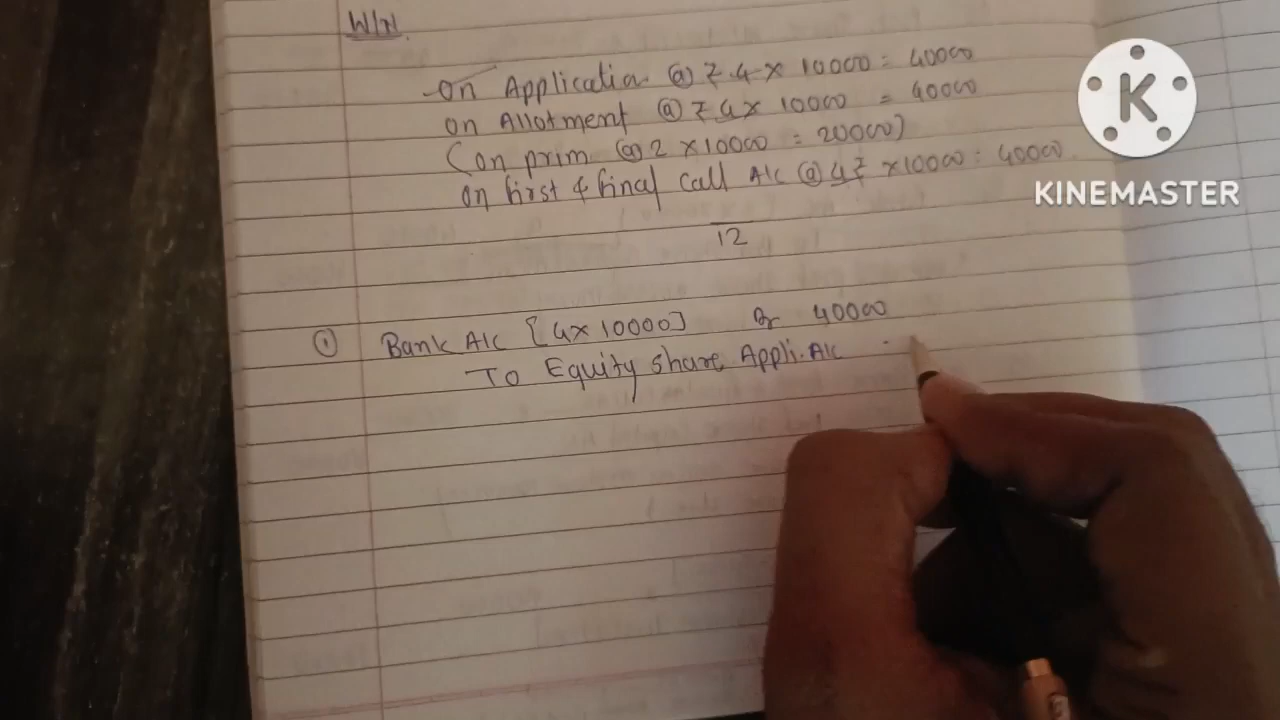 W/N.
On Application @ ₹.4 × 10000 = 40000
on Allotment @ ₹4× 10000 = 40000
(on prim. @ 2 ×10000 = 20000)
on first & final call A/c @ 4₹ ×10000 = 40000
12
① Bank A/c [4×10000] Dr 40000
To Equity share Appli. A/c
K
KINEMASTER